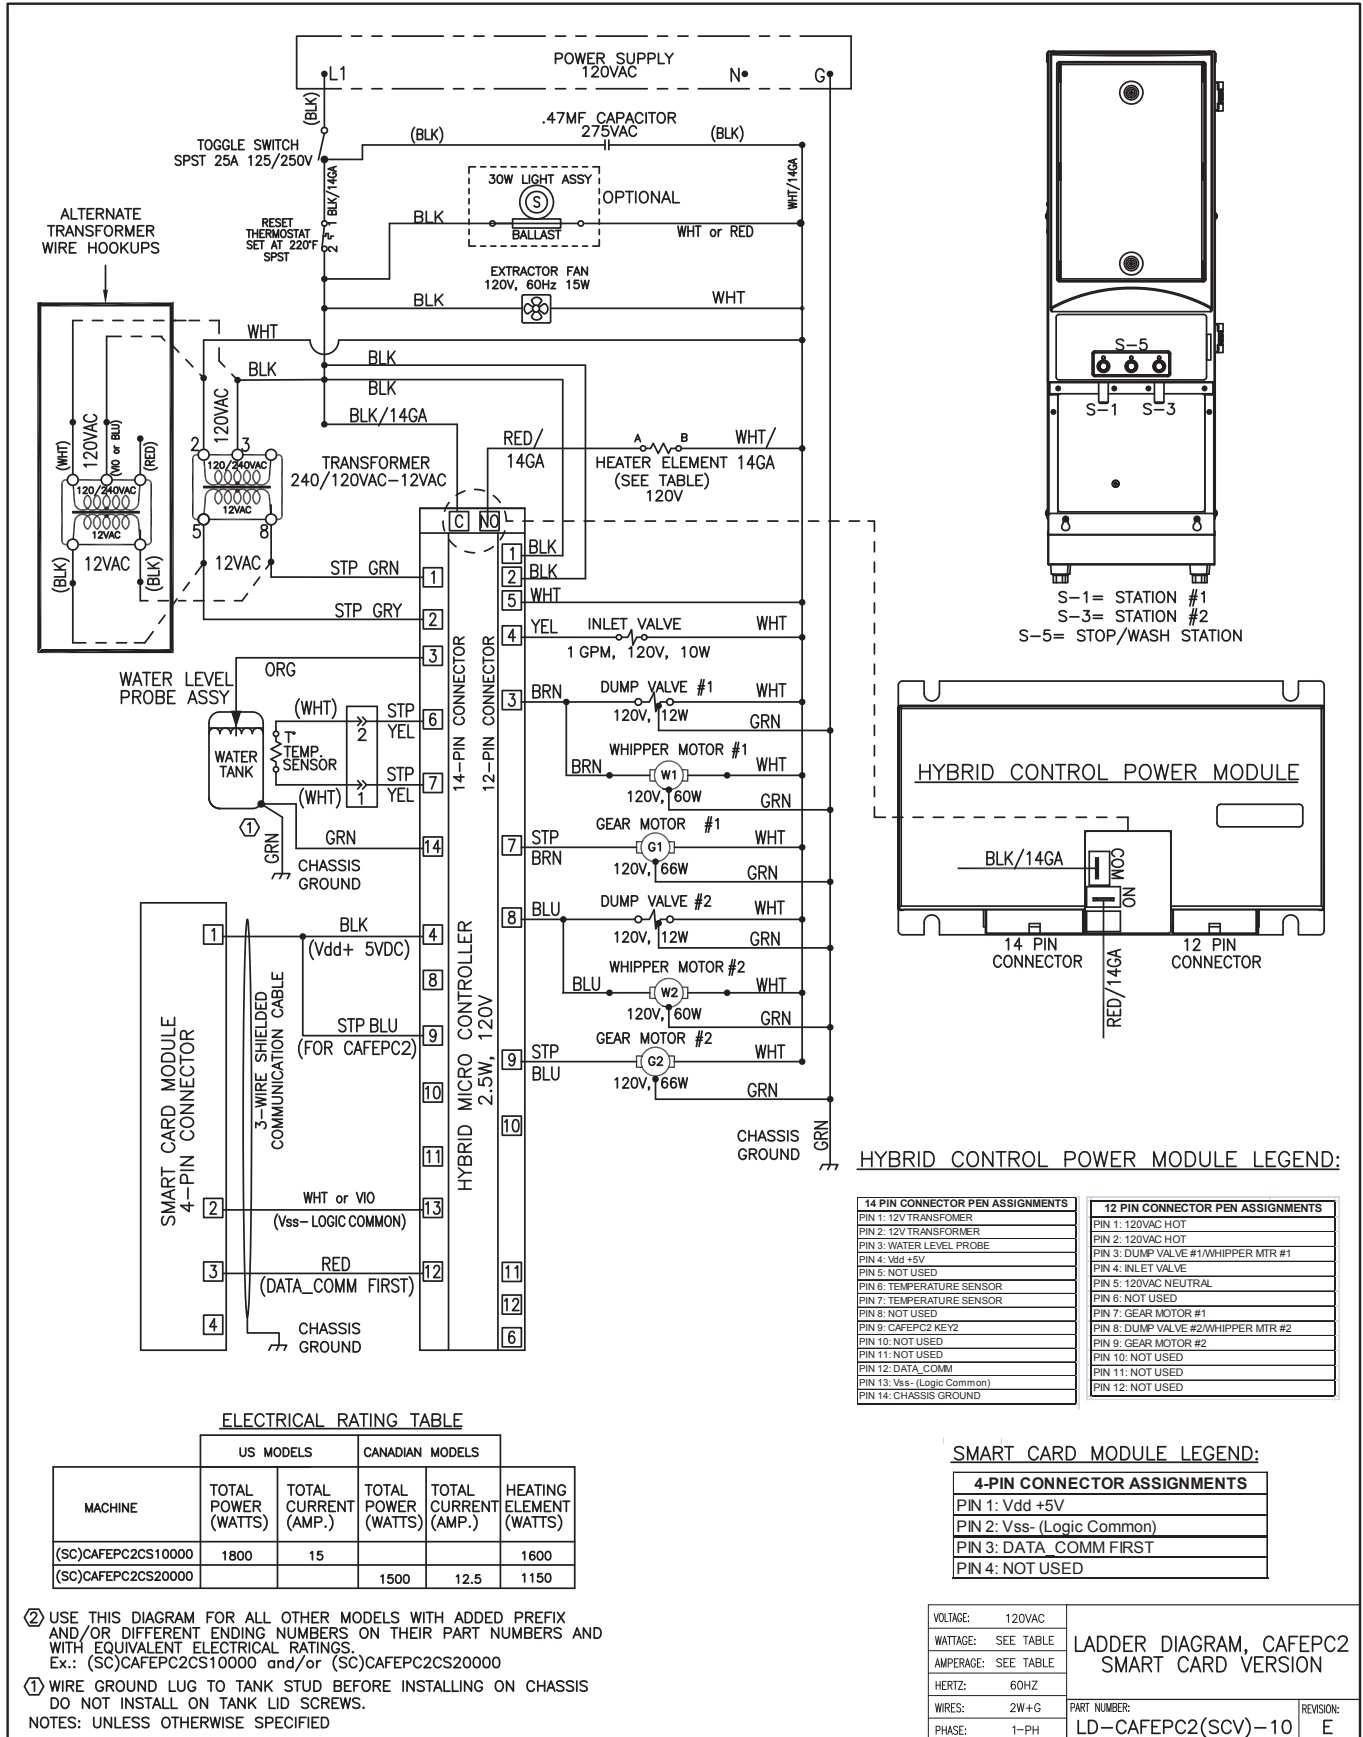 POWER SUPPLY
120VAC
L1
N
G
(BLK)
TOGGLE SWITCH
SPST 25A 125/250V
.47MF CAPACITOR
275VAC
(BLK)
(BLK)
BLK/14GA
WHT/14GA
30W LIGHT ASSY
S
BALLAST
OPTIONAL
BLK
WHT or RED
1
RESET
THERMOSTAT
SET AT 220°F
SPST
2
ALTERNATE
TRANSFORMER
WIRE HOOKUPS
EXTRACTOR FAN
120V, 60Hz 15W
BLK
WHT
WHT
BLK
BLK
BLK
BLK/14GA
120VAC
2
3
120/240VAC
12VAC
5
8
12VAC
TRANSFORMER
240/120VAC-12VAC
(WHT)
120VAC
(VIO or BLU)
(RED)
120/240VAC
12VAC
(BLK)
12VAC
(BLK)
RED/
14GA
A
B
WHT/
14GA
HEATER ELEMENT
(SEE TABLE)
120V
C
NO
STP GRN
1
STP GRY
2
ORG
3
WATER LEVEL
PROBE ASSY
WATER
TANK
T°
TEMP.
SENSOR
(WHT)
2
STP
YEL
6
(WHT)
1
STP
YEL
7
1
GRN
GRN
14
CHASSIS
GROUND
14-PIN CONNECTOR
12-PIN CONNECTOR
HYBRID MICRO CONTROLLER
2.5W, 120V
1
BLK
2
BLK
5
WHT
4
YEL
INLET VALVE
1 GPM, 120V, 10W
WHT
3
BRN
DUMP VALVE #1
120V, 12W
WHT
GRN
WHIPPER MOTOR #1
BRN
W1
120V, 60W
WHT
GRN
GEAR MOTOR #1
7
STP
BRN
G1
120V, 66W
WHT
GRN
DUMP VALVE #2
8
BLU
120V, 12W
WHT
GRN
WHIPPER MOTOR #2
BLU
W2
120V, 60W
WHT
GRN
GEAR MOTOR #2
9
STP
BLU
G2
120V, 66W
WHT
GRN
10
11
12
6
CHASSIS
GROUND
GRN
SMART CARD MODULE
4-PIN CONNECTOR
3-WIRE SHIELDED
COMMUNICATION CABLE
1
BLK
(Vdd+ 5VDC)
4
8
STP BLU
(FOR CAFEPC2)
9
10
11
2
WHT or VIO
(Vss-LOGIC COMMON)
13
3
RED
(DATA_COMM FIRST)
12
4
CHASSIS
GROUND
S-5
S-1
S-3
S-1= STATION #1
S-3= STATION #2
S-5= STOP/WASH STATION
HYBRID CONTROL POWER MODULE
BLK/14GA
COM
NO
14 PIN
CONNECTOR
12 PIN
CONNECTOR
RED/14GA
HYBRID CONTROL POWER MODULE LEGEND:
14 PIN CONNECTOR PEN ASSIGNMENTS
PIN 1: 12V TRANSFOMER
PIN 2: 12V TRANSFORMER
PIN 3: WATER LEVEL PROBE
PIN 4: Vdd +5V
PIN 5: NOT USED
PIN 6: TEMPERATURE SENSOR
PIN 7: TEMPERATURE SENSOR
PIN 8: NOT USED
PIN 9: CAFEPC2 KEY2
PIN 10: NOT USED
PIN 11: NOT USED
PIN 12: DATA_COMM
PIN 13: Vss- (Logic Common)
PIN 14: CHASSIS GROUND
12 PIN CONNECTOR PEN ASSIGNMENTS
PIN 1: 120VAC HOT
PIN 2: 120VAC HOT
PIN 3: DUMP VALVE #1/WHIPPER MTR #1
PIN 4: INLET VALVE
PIN 5: 120VAC NEUTRAL
PIN 6: NOT USED
PIN 7: GEAR MOTOR #1
PIN 8: DUMP VALVE #2/WHIPPER MTR #2
PIN 9: GEAR MOTOR #2
PIN 10: NOT USED
PIN 11: NOT USED
PIN 12: NOT USED
SMART CARD MODULE LEGEND:
4-PIN CONNECTOR ASSIGNMENTS
PIN 1: Vdd +5V
PIN 2: Vss- (Logic Common)
PIN 3: DATA_COMM FIRST
PIN 4: NOT USED
ELECTRICAL RATING TABLE
US MODELS
CANADIAN MODELS
MACHINE
TOTAL POWER (WATTS)
TOTAL CURRENT (AMP.)
TOTAL POWER (WATTS)
TOTAL CURRENT (AMP.)
HEATING ELEMENT (WATTS)
(SC)CAFEPC2CS10000 1800 15 1600
(SC)CAFEPC2CS20000 1500 12.5 1150
2 USE THIS DIAGRAM FOR ALL OTHER MODELS WITH ADDED PREFIX
AND/OR DIFFERENT ENDING NUMBERS ON THEIR PART NUMBERS AND
WITH EQUIVALENT ELECTRICAL RATINGS.
Ex.: (SC)CAFEPC2CS10000 and/or (SC)CAFEPC2CS20000
1 WIRE GROUND LUG TO TANK STUD BEFORE INSTALLING ON CHASSIS
DO NOT INSTALL ON TANK LID SCREWS.
NOTES: UNLESS OTHERWISE SPECIFIED
VOLTAGE: 120VAC
WATTAGE: SEE TABLE
AMPERAGE: SEE TABLE
HERTZ: 60HZ
WIRES: 2W+G
PHASE: 1-PH
LADDER DIAGRAM, CAFEPC2
SMART CARD VERSION
PART NUMBER:
LD-CAFEPC2(SCV)-10
REVISION:
E